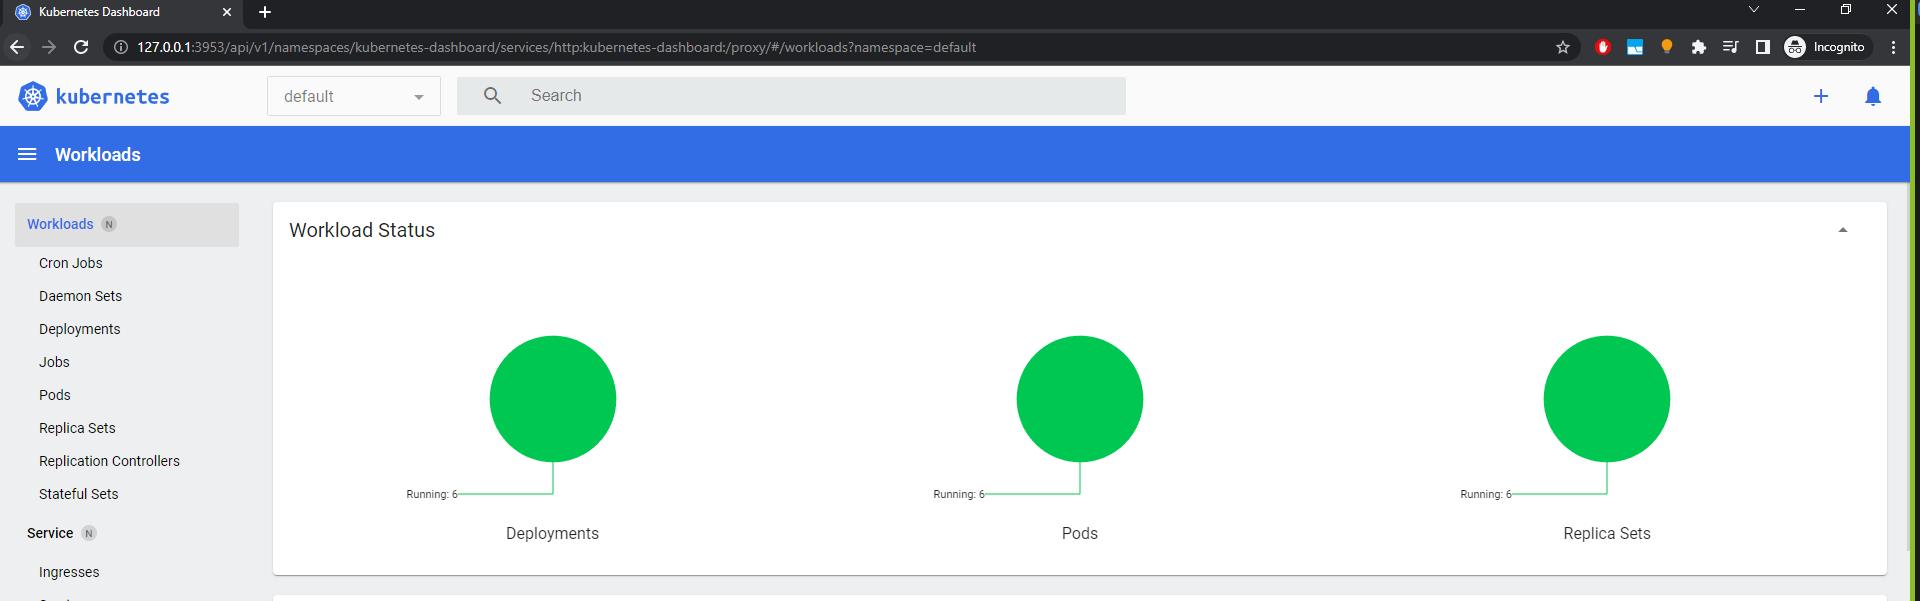 Kubernetes Dashboard
127.0.0.1:3953/api/v1/namespaces/kubernetes-dashboard/services/http:kubernetes-dashboard:/proxy/#/workloads?namespace=default
Incognito
kubernetes
default
Search
Workloads
Workloads N
Workload Status
Cron Jobs
Daemon Sets
Deployments
Jobs
Pods
Replica Sets
Replication Controllers
Stateful Sets
Running: 6
Running: 6
Running: 6
Deployments
Pods
Replica Sets
Service N
Ingresses